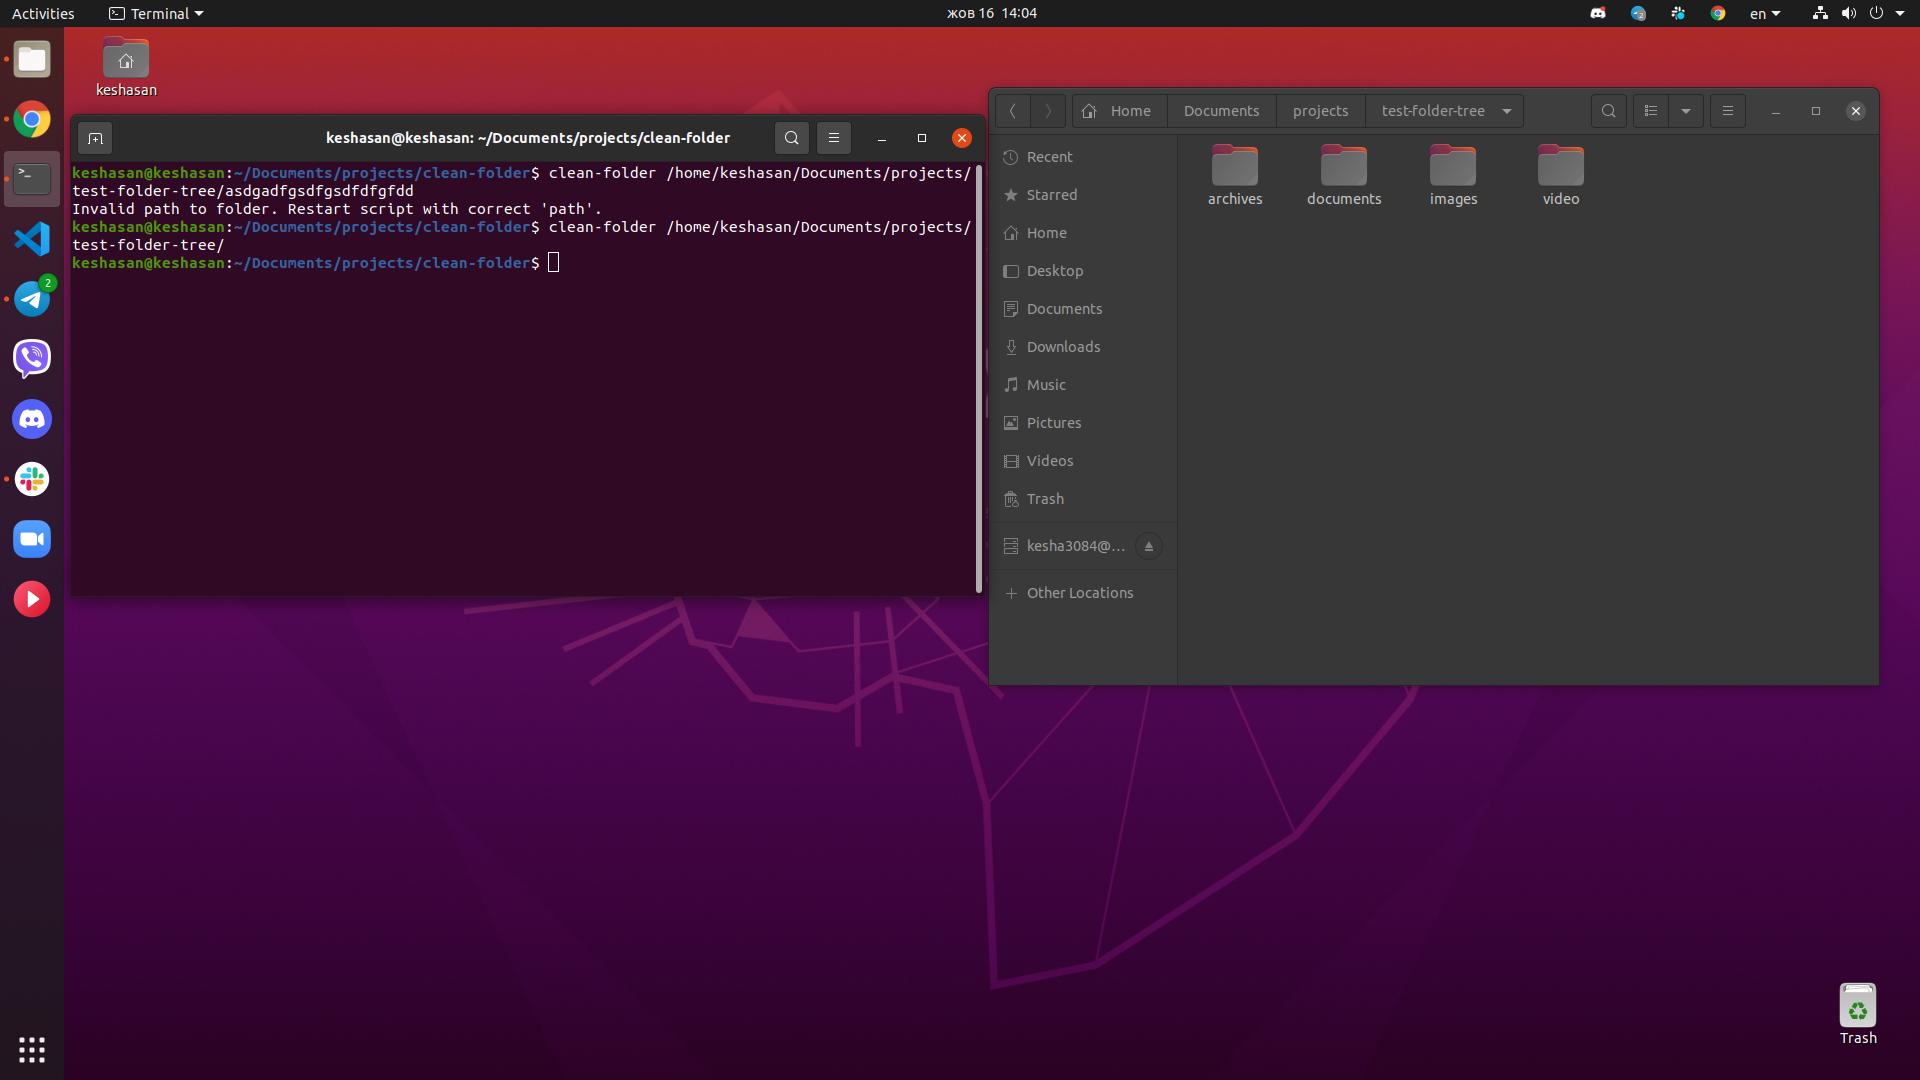 Activities
Terminal
жов 16 14:04
2
en
keshasan
2
keshasan@keshasan: ~/Documents/projects/clean-folder
keshasan@keshasan:~/Documents/projects/clean-folder$ clean-folder /home/keshasan/Documents/projects/
test-folder-tree/asdgadfgsdfgsdfdfgfdd
Invalid path to folder. Restart script with correct 'path'.
keshasan@keshasan:~/Documents/projects/clean-folder$ clean-folder /home/keshasan/Documents/projects/
test-folder-tree/
keshasan@keshasan:~/Documents/projects/clean-folder$
Home Documents projects test-folder-tree
Recent
Starred
Home
Desktop
Documents
Downloads
Music
Pictures
Videos
Trash
kesha3084@...
Other Locations
archives
documents
images
video
Trash